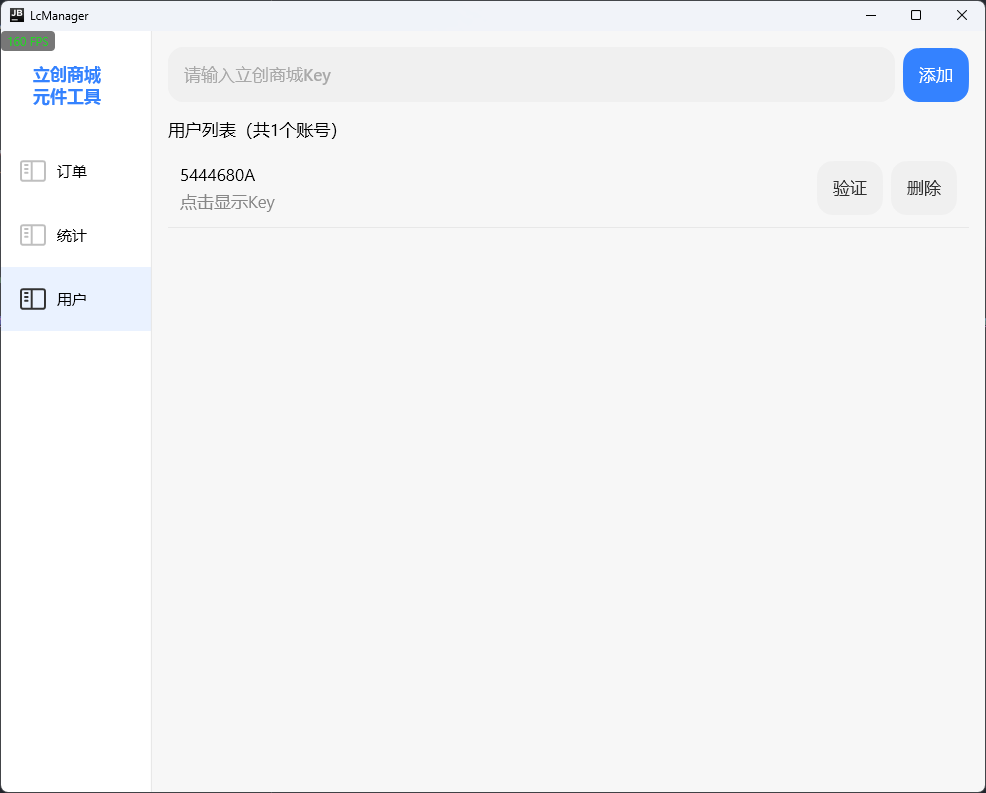 JB LcManager
160 FPS
立创商城
元件工具
订单
统计
用户
请输入立创商城Key
添加
用户列表（共1个账号）
5444680A
点击显示Key
验证
删除